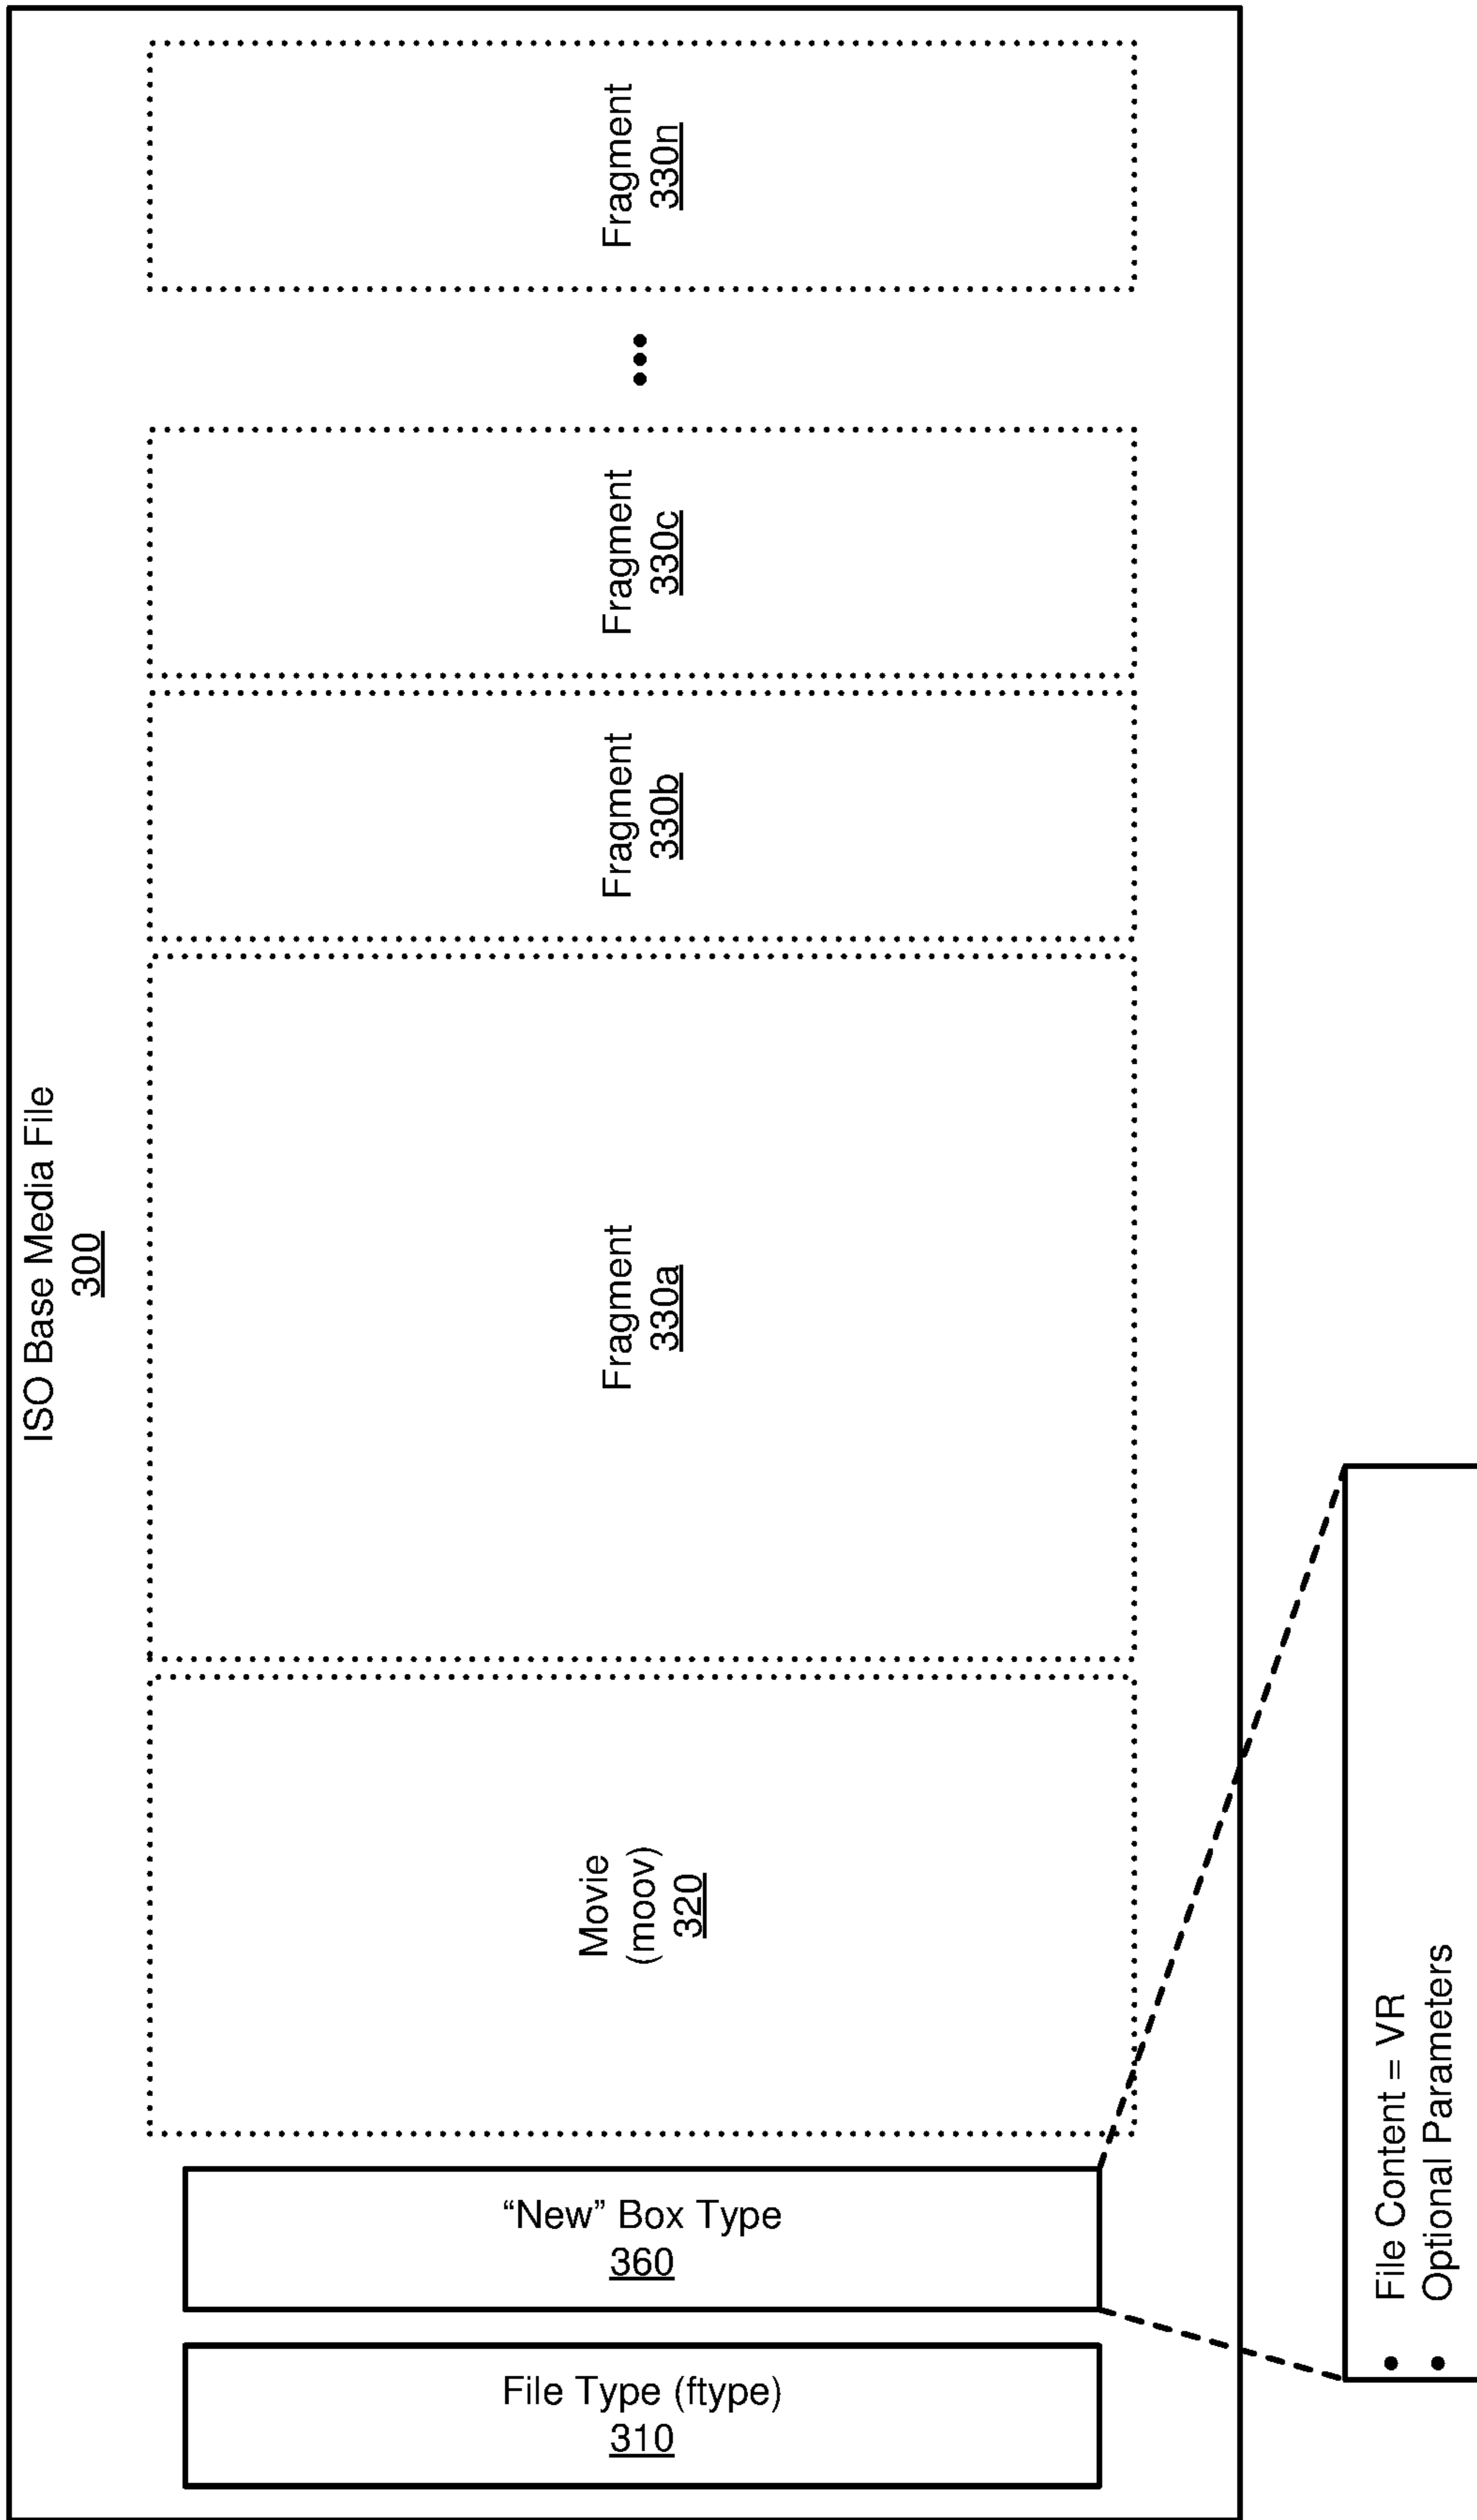 ISO Base Media File
300
File Type (ftype)
310
“New” Box Type
360
Movie
(moov)
320
Fragment
330a
Fragment
330b
Fragment
330c
•••
Fragment
330n
• File Content = VR
• Optional Parameters